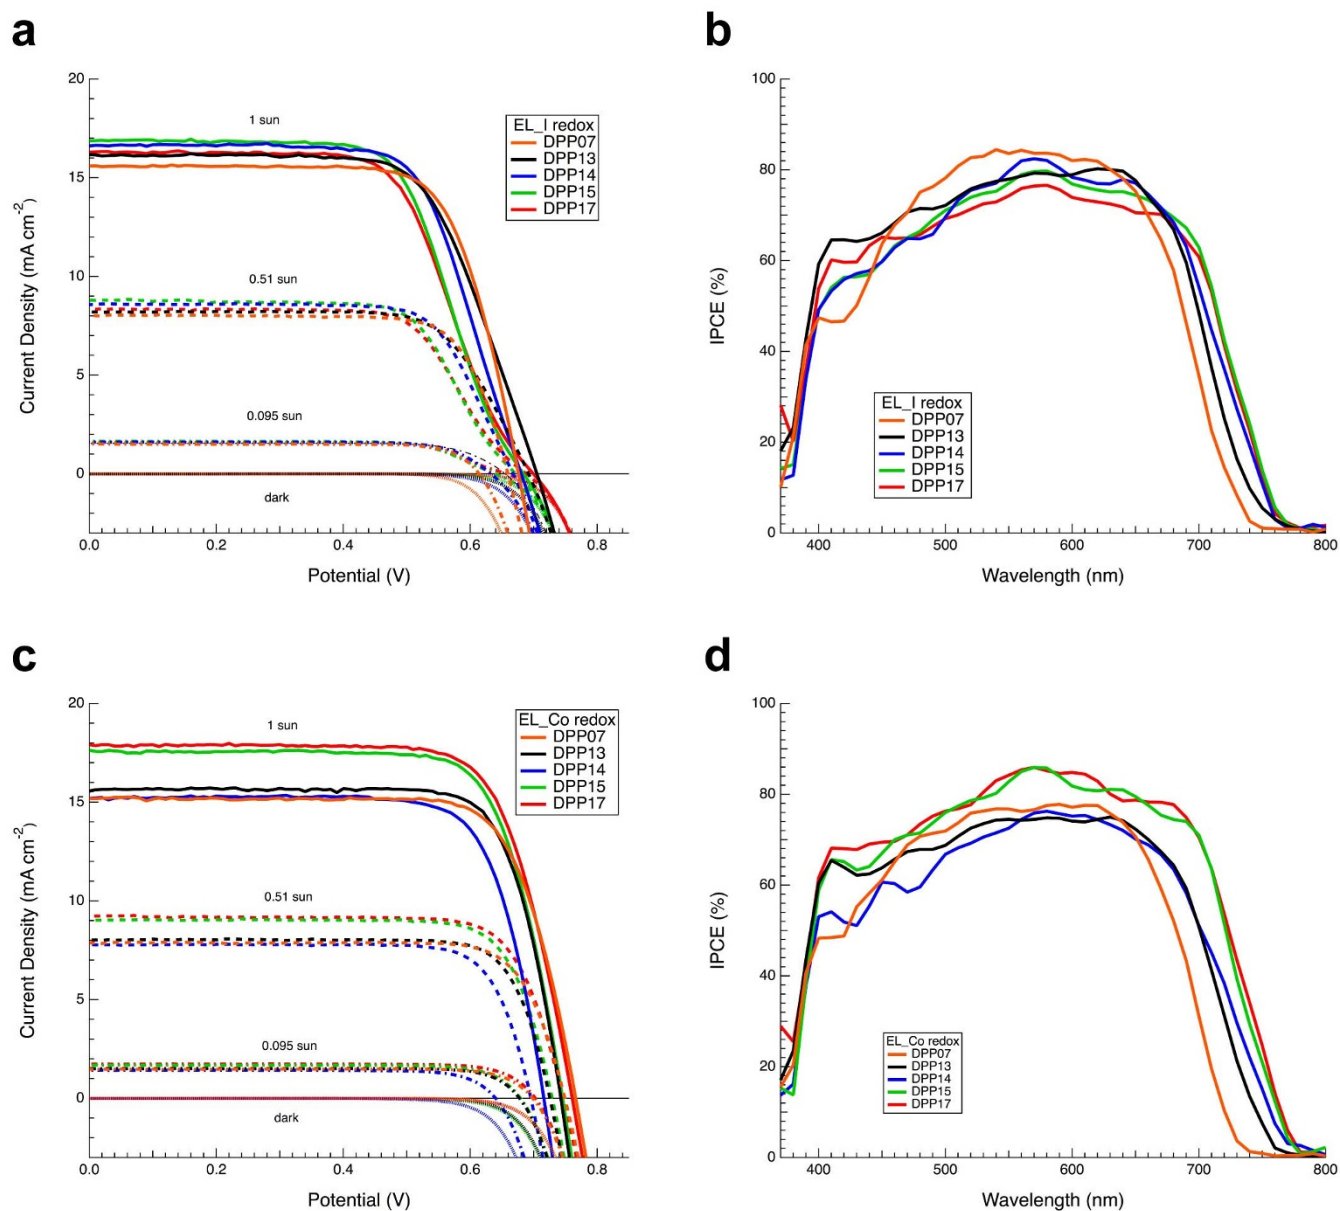 a
20
15
10
5
0
Current Density (mA cm⁻²)
1 sun
0.51 sun
0.095 sun
dark
EL_I redox
DPP07
DPP13
DPP14
DPP15
DPP17
0.0 0.2 0.4 0.6 0.8
Potential (V)
b
100
80
60
40
20
0
IPCE (%)
EL_I redox
DPP07
DPP13
DPP14
DPP15
DPP17
400 500 600 700 800
Wavelength (nm)
c
20
15
10
5
0
Current Density (mA cm⁻²)
1 sun
0.51 sun
0.095 sun
dark
EL_Co redox
DPP07
DPP13
DPP14
DPP15
DPP17
0.0 0.2 0.4 0.6 0.8
Potential (V)
d
100
80
60
40
20
0
IPCE (%)
EL_Co redox
DPP07
DPP13
DPP14
DPP15
DPP17
400 500 600 700 800
Wavelength (nm)